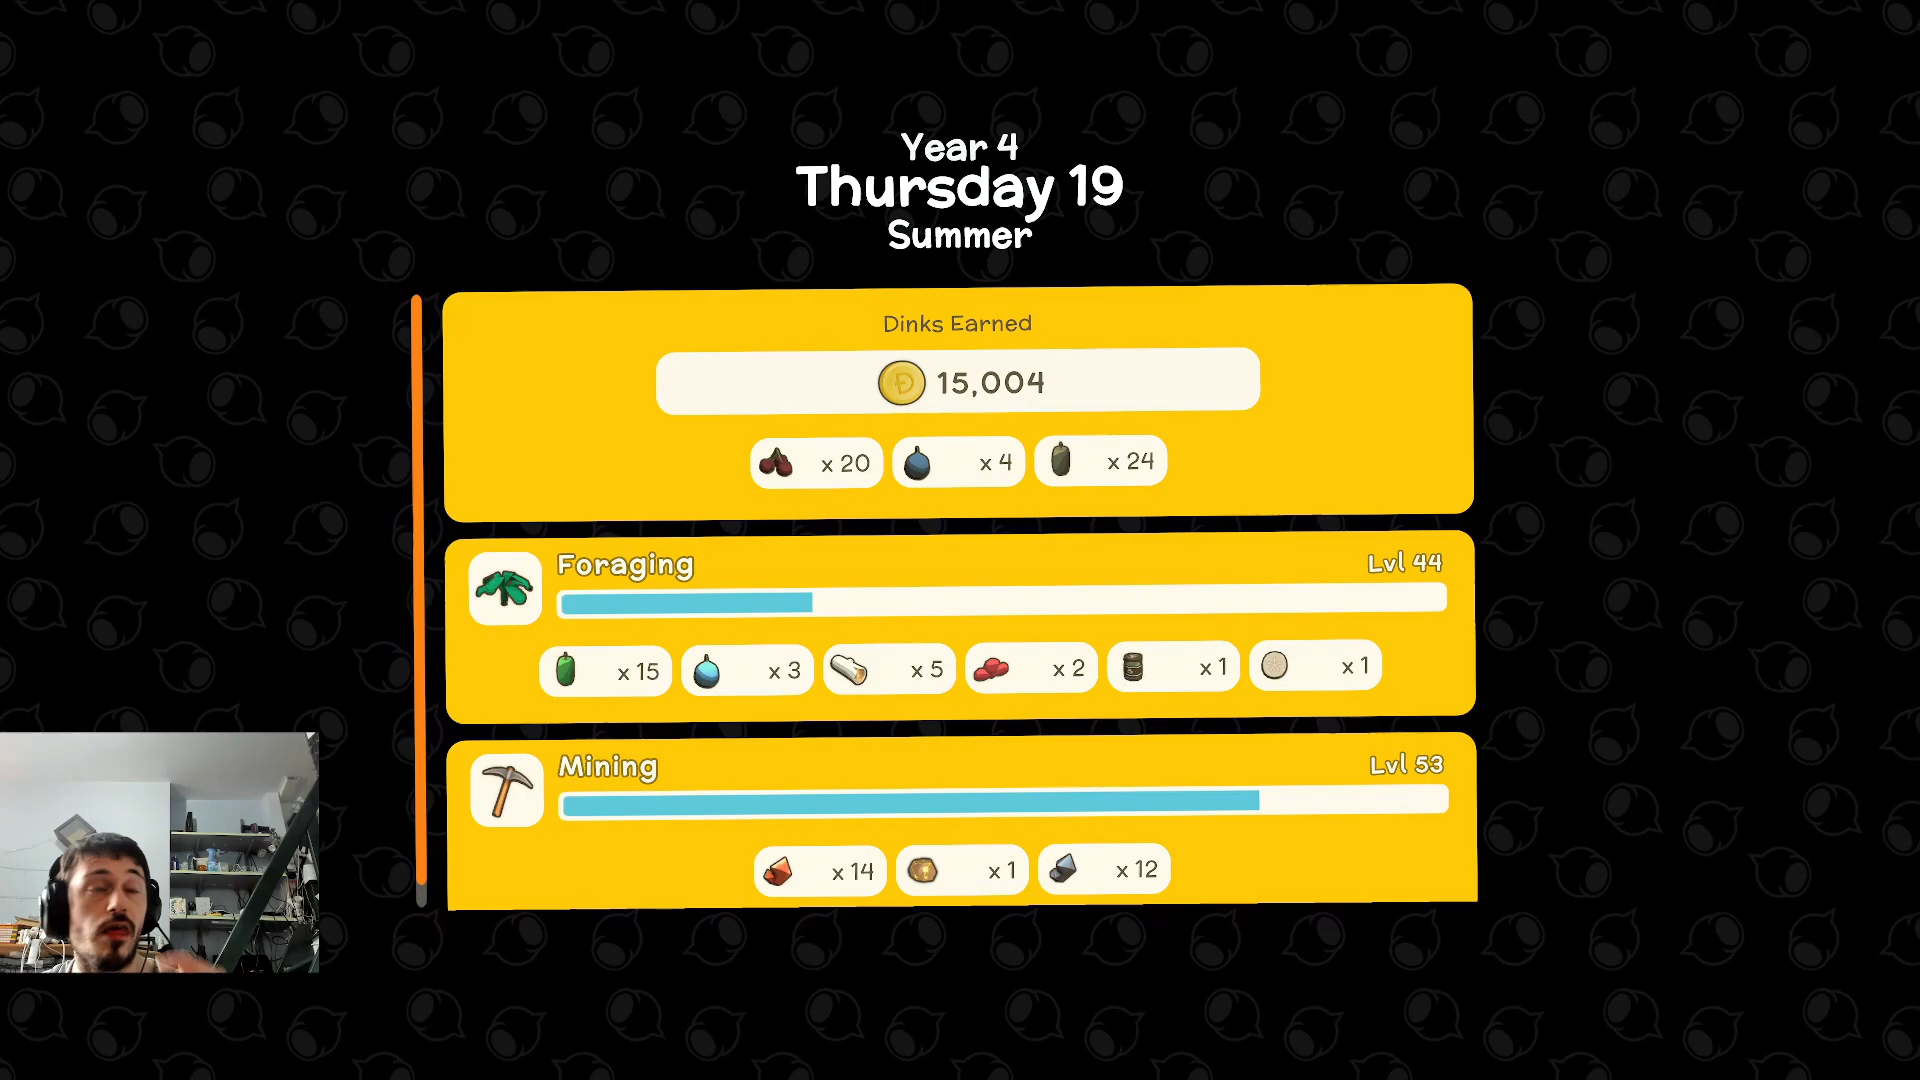 Year 4
Thursday 19
Summer
Dinks Earned
Đ 15,004
x 20 x 4 x 24
Foraging Lvl 44
x 15 x 3 x 5 x 2 x 1 x 1
Mining Lvl 53
x 14 x 1 x 12